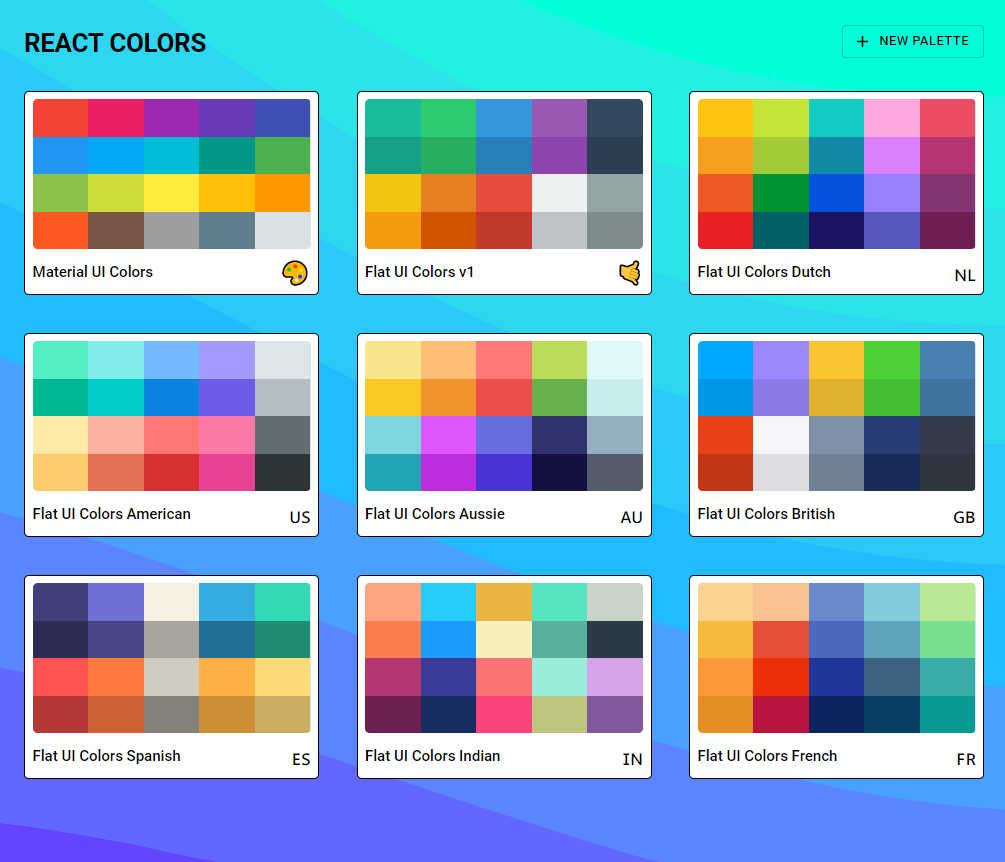 REACT COLORS
+ NEW PALETTE
Material UI Colors
Flat UI Colors v1
Flat UI Colors Dutch NL
Flat UI Colors American US
Flat UI Colors Aussie AU
Flat UI Colors British GB
Flat UI Colors Spanish ES
Flat UI Colors Indian IN
Flat UI Colors French FR